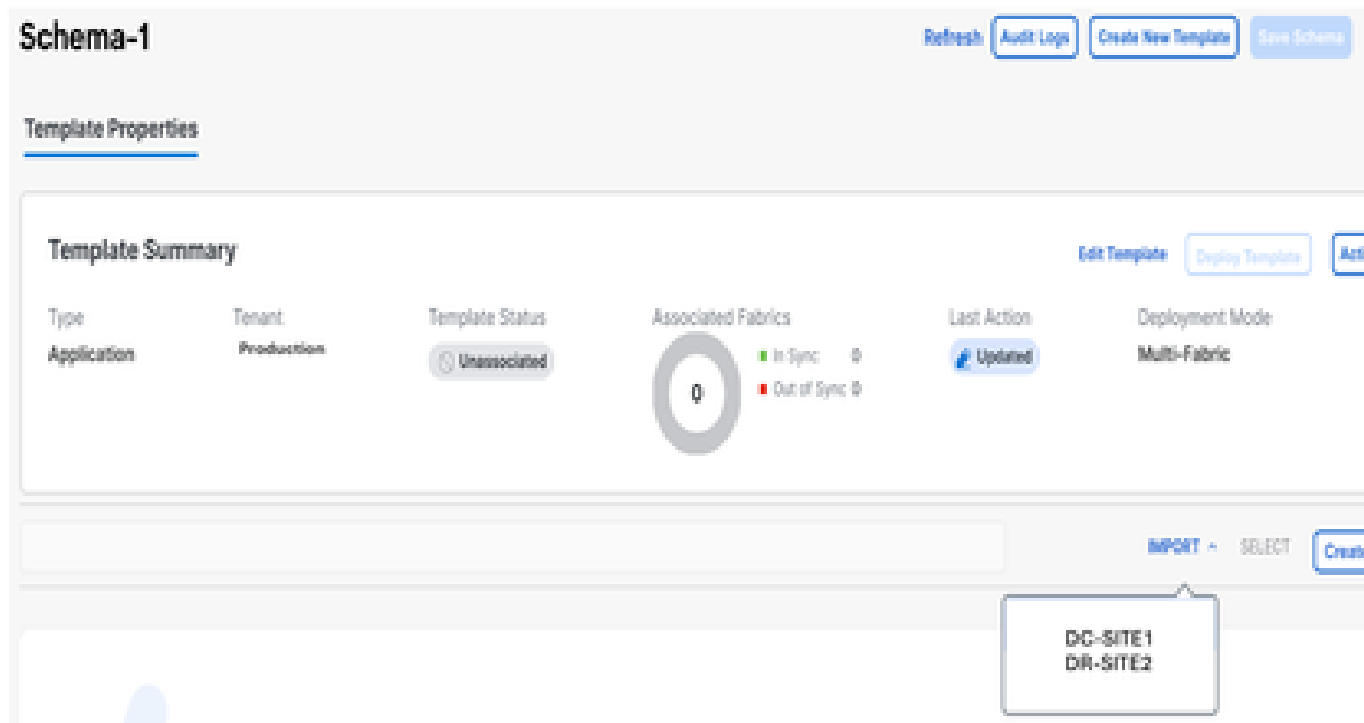 Schema-1
Refresh Audit Logs Create New Template Save Schema
Template Properties
Template Summary
Edit Template Deploy Template Acti
Type Tenant Template Status Associated Fabrics Last Action Deployment Mode
Application Production Unassociated 0 In Sync 0 Updated Multi-Fabric
Out of Sync 0
IMPORT SELECT Create
DC-SITE1
DR-SITE2